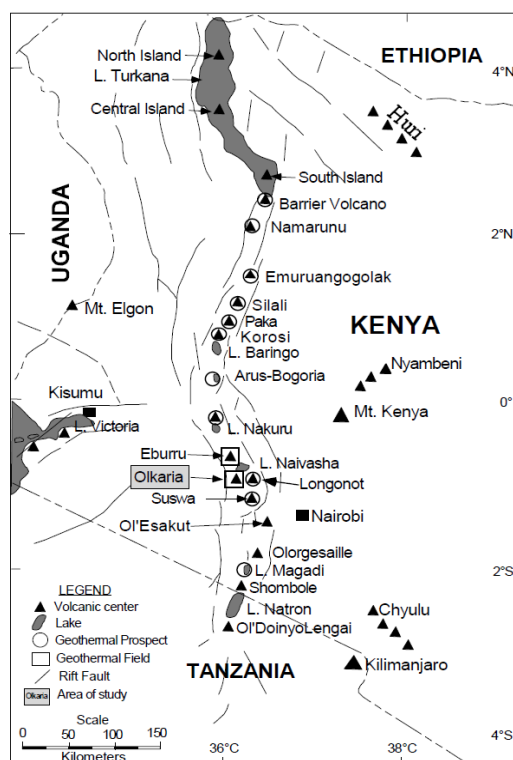 North Island
ETHIOPIA
L. Turkana
4°N
Central Island
Huri
South Island
Barrier Volcano
2°N
Namarunu
UGANDA
Emuruangogolak
Silali
Mt. Elgon
Paka
KENYA
Korosi
L. Baringo
Nyambeni
Arus-Bogoria
Kisumu
0°
Mt. Kenya
L. Victoria
L. Nakuru
Eburru
L. Naivasha
Olkaria
Longonot
Suswa
Nairobi
Ol'Esakut
Olorgesaille
L. Magadi
2°S
LEGEND
Shombole
Volcanic center
L. Natron
Chyulu
Lake
Ol'DoinyoLengai
Geothermal Prospect
Geothermal Field
Kilimanjaro
Rift Fault
TANZANIA
Olkaria
Area of study
Scale
0 50 100 150
4°S
Kilometers
36°C
38°C